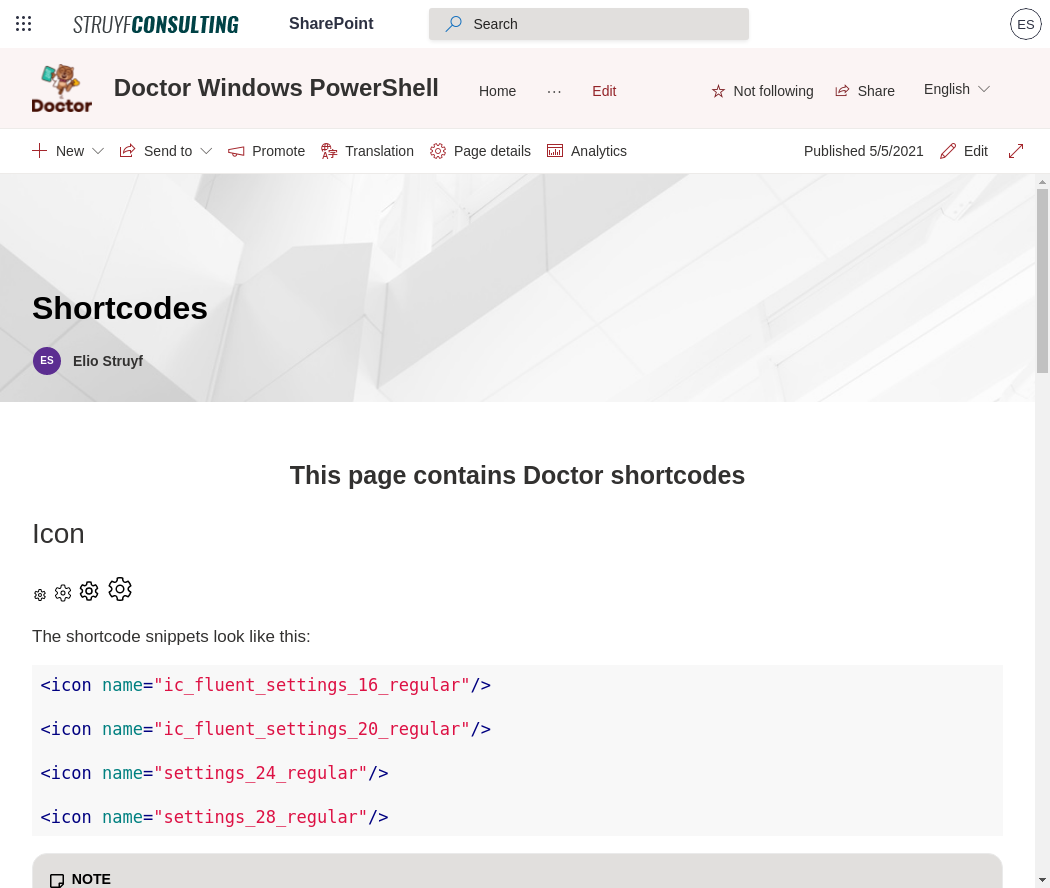 STRUYFCONSULTING SharePoint Search ES
Doctor Doctor Windows PowerShell Home ... Edit Not following Share English
New Send to Promote Translation Page details Analytics Published 5/5/2021 Edit
Shortcodes
ES Elio Struyf
This page contains Doctor shortcodes
Icon
The shortcode snippets look like this:
<icon name="ic_fluent_settings_16_regular"/>
<icon name="ic_fluent_settings_20_regular"/>
<icon name="settings_24_regular"/>
<icon name="settings_28_regular"/>
NOTE